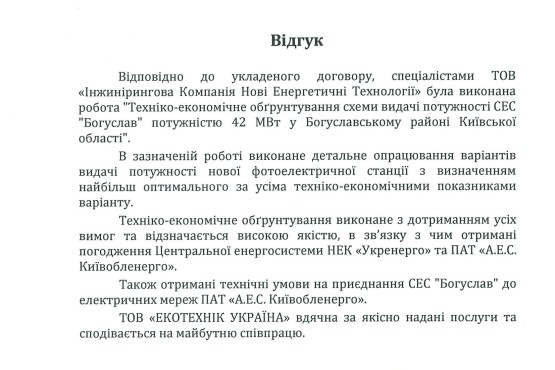 Відгук
Відповідно до укладеного договору, спеціалістами ТОВ
«Інжинірингова Компанія Нові Енергетичні Технології» була виконана
робота "Техніко-економічне обґрунтування схеми видачі потужності СЕС
"Богуслав" потужністю 42 МВт у Богуславському районі Київської
області".
В зазначеній роботі виконане детальне опрацювання варіантів
видачі потужності нової фотоелектричної станції з визначенням
найбільш оптимального за усіма техніко-економічними показниками
варіанту.
Техніко-економічне обґрунтування виконане з дотриманням усіх
вимог та відзначається високою якістю, в зв'язку з чим отримані
погодження Центральної енергосистеми НЕК «Укренерго» та ПАТ «А.Е.С.
Київобленерго».
Також отримані технічні умови на приєднання СЕС "Богуслав" до
електричних мереж ПАТ «А.Е.С. Київобленерго».
ТОВ «ЕКОТЕХНІК УКРАЇНА» вдячна за якісно надані послуги та
сподівається на майбутню співпрацю.